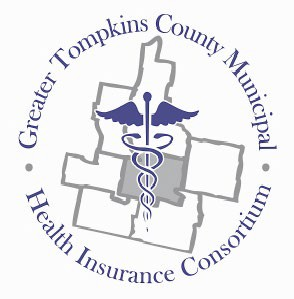 Greater Tompkins County Municipal
Health Insurance Consortium